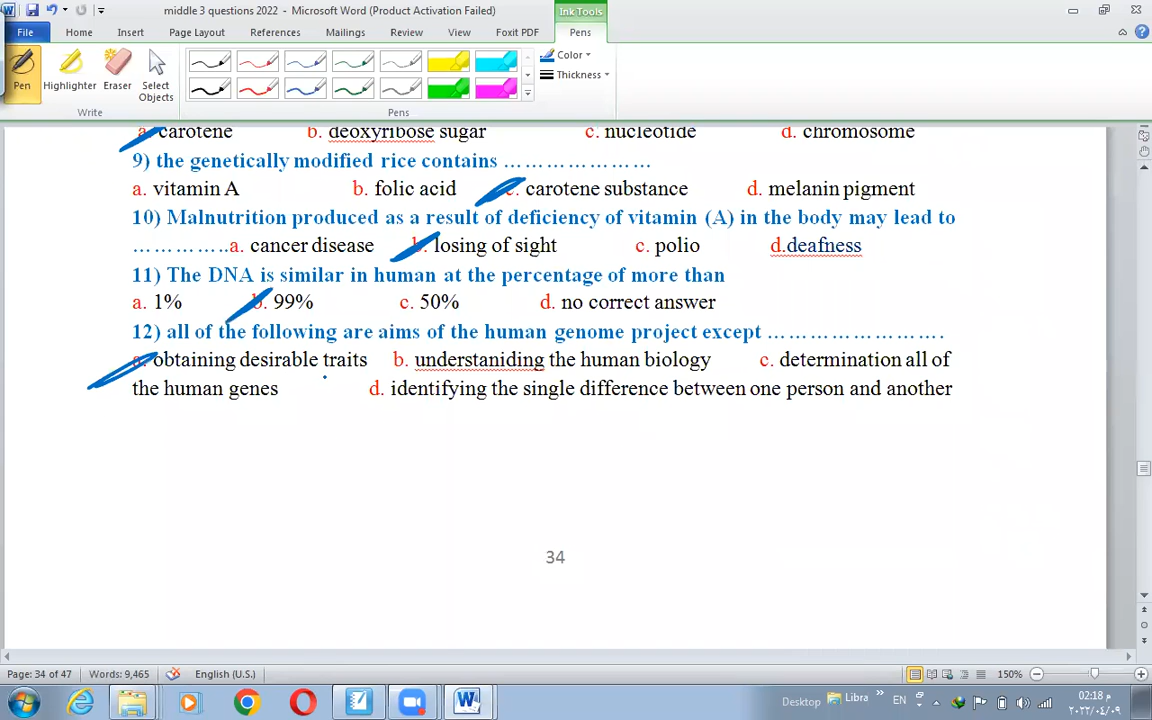 middle 3 questions 2022 - Microsoft Word (Product Activation Failed)
Ink Tools
File Home Insert Page Layout References Mailings Review View Foxit PDF Pens
Pen Highlighter Eraser Select Objects
Color
Thickness
Write Pens
a. carotene b. deoxyribose sugar c. nucleotide d. chromosome
9) the genetically modified rice contains …………………
a. vitamin A b. folic acid c. carotene substance d. melanin pigment
10) Malnutrition produced as a result of deficiency of vitamin (A) in the body may lead to
…………..a. cancer disease b. losing of sight c. polio d.deafness
11) The DNA is similar in human at the percentage of more than
a. 1% b. 99% c. 50% d. no correct answer
12) all of the following are aims of the human genome project except …………………….
a. obtaining desirable traits b. understaniding the human biology c. determination all of
the human genes d. identifying the single difference between one person and another
34
Page: 34 of 47 Words: 9,465 English (U.S.) 150%
Desktop Libra » EN 02:18 م
٢٠٢٢/٠٤/٠٩